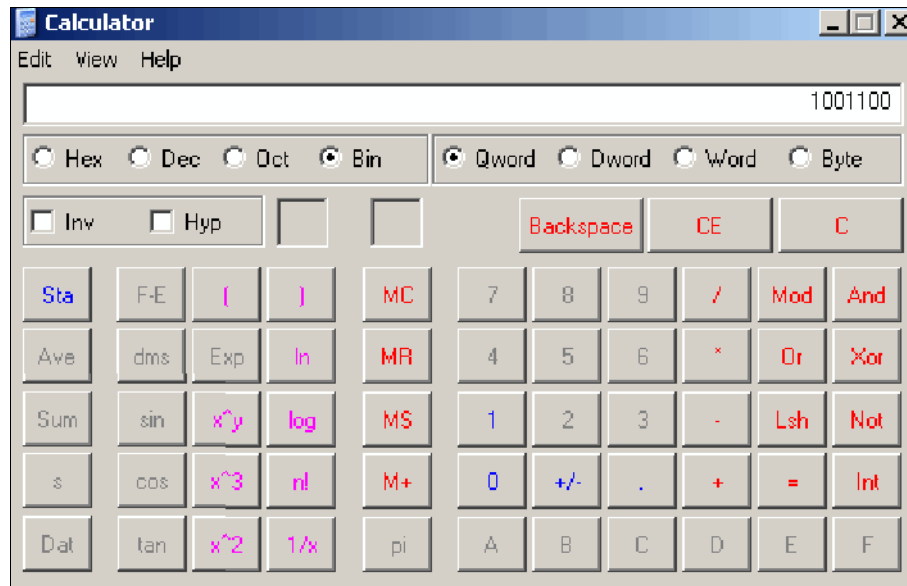 Calculator
Edit View Help
1001100
Hex Dec Oct Bin Qword Dword Word Byte
Inv Hyp Backspace CE C
Sta F-E ( ) MC 7 8 9 / Mod And
Ave dms Exp ln MR 4 5 6 * Or Xor
Sum sin x^y log MS 1 2 3 - Lsh Not
s cos x^3 n! M+ 0 +/- . + = Int
Dat tan x^2 1/x pi A B C D E F